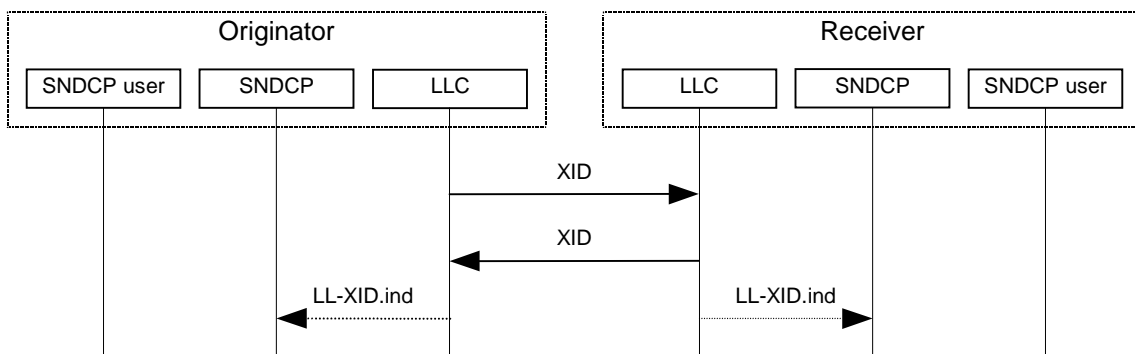 Originator
Receiver
SNDCP user
SNDCP
LLC
LLC
SNDCP
SNDCP user
XID
XID
LL-XID.ind
LL-XID.ind